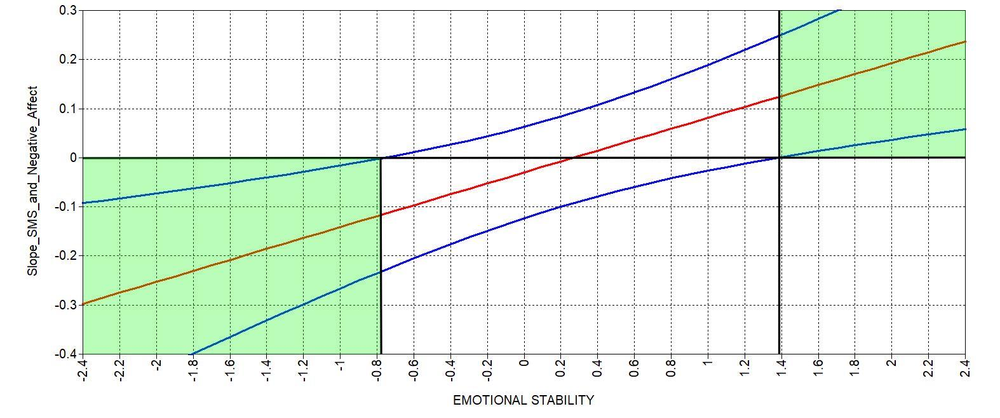 Slope_SMS_and_Negative_Affect
0.3
0.2
0.1
0
-0.1
-0.2
-0.3
-0.4
-2.4 -2.2 -2 -1.8 -1.6 -1.4 -1.2 -1 -0.8 -0.6 -0.4 -0.2 0 0.2 0.4 0.6 0.8 1 1.2 1.4 1.6 1.8 2 2.2 2.4
EMOTIONAL STABILITY